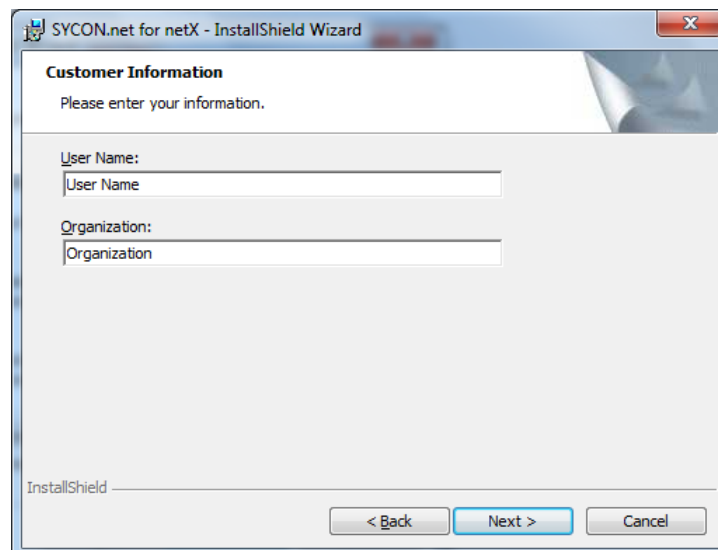 SYCON.net for netX - InstallShield Wizard
Customer Information
Please enter your information.
User Name:
User Name
Organization:
Organization
InstallShield
< Back
Next >
Cancel